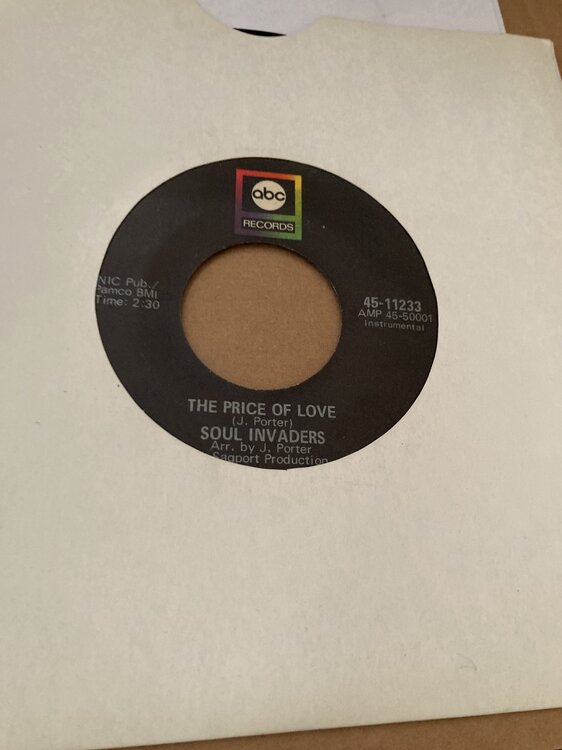 abc
RECORDS
NIC Pub./
Pamco BMI
Time: 2:30
45-11233
AMP 45-50001
Instrumental
THE PRICE OF LOVE
(J. Porter)
SOUL INVADERS
Arr. by J. Porter
Sagport Production